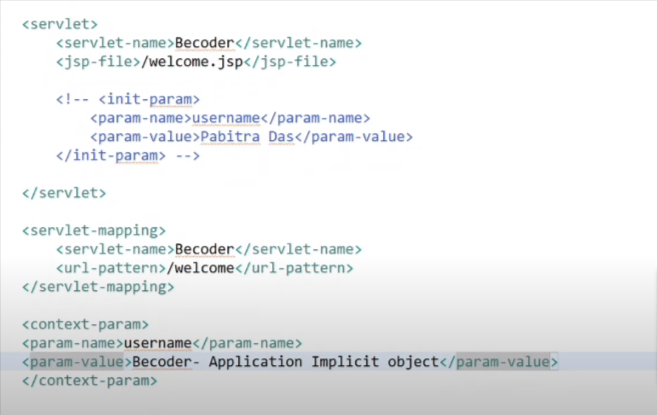 <servlet>
<servlet-name>Becoder</servlet-name>
<jsp-file>/welcome.jsp</jsp-file>
<!-- <init-param>
<param-name>username</param-name>
<param-value>Pabitra Das</param-value>
</init-param> -->
</servlet>
<servlet-mapping>
<servlet-name>Becoder</servlet-name>
<url-pattern>/welcome</url-pattern>
</servlet-mapping>
<context-param>
<param-name>username</param-name>
<param-value>Becoder- Application Implicit object</param-value>
</context-param>